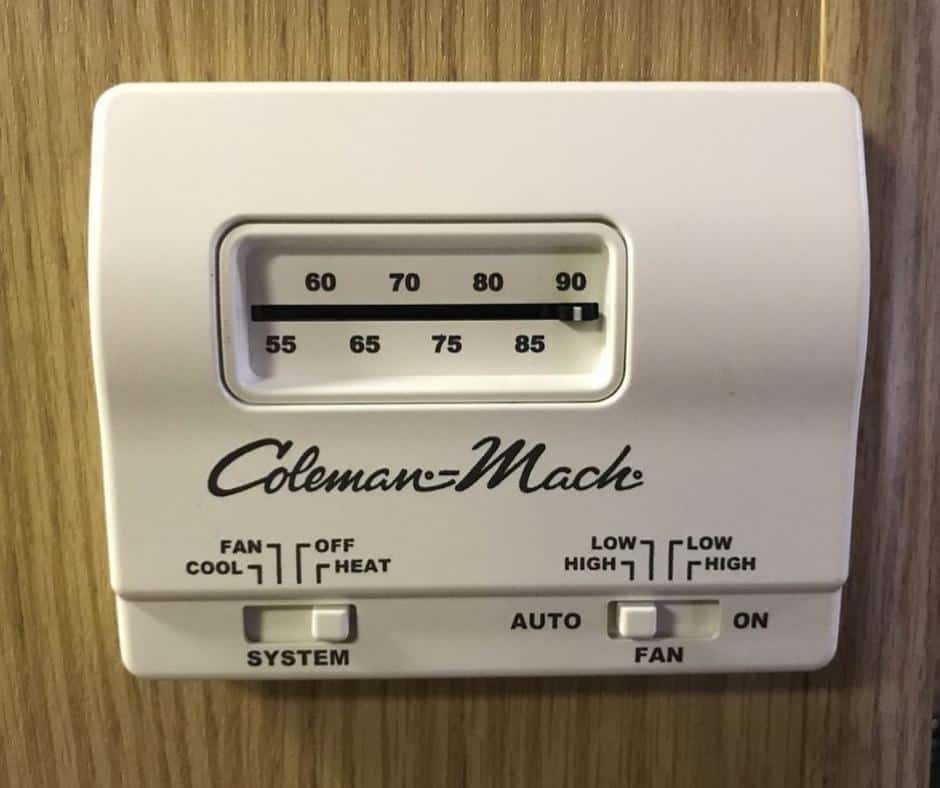 60 70 80 90
55 65 75 85
Coleman-Mach
FAN OFF LOW LOW
COOL HEAT HIGH HIGH
AUTO ON
SYSTEM FAN